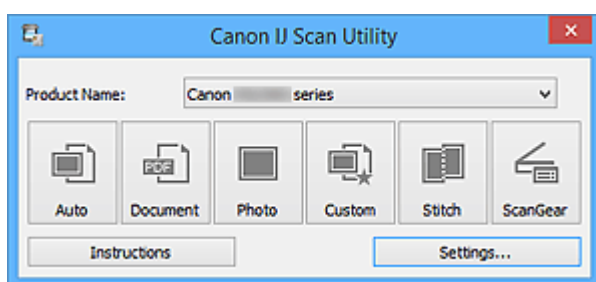 Canon IJ Scan Utility
Product Name: Canon series
PDF
Auto Document Photo Custom Stitch ScanGear
Instructions Settings...